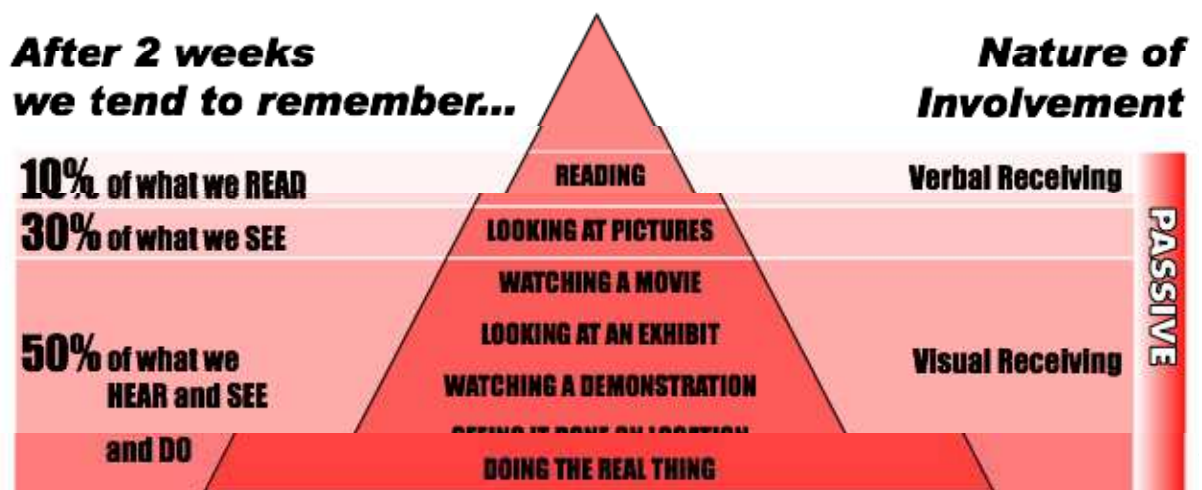 After 2 weeks
we tend to remember...
Nature of
Involvement
10% of what we READ
READING
Verbal Receiving
30% of what we SEE
LOOKING AT PICTURES
WATCHING A MOVIE
LOOKING AT AN EXHIBIT
50% of what we
HEAR and SEE
WATCHING A DEMONSTRATION
Visual Receiving
PASSIVE
and DO
DOING THE REAL THING